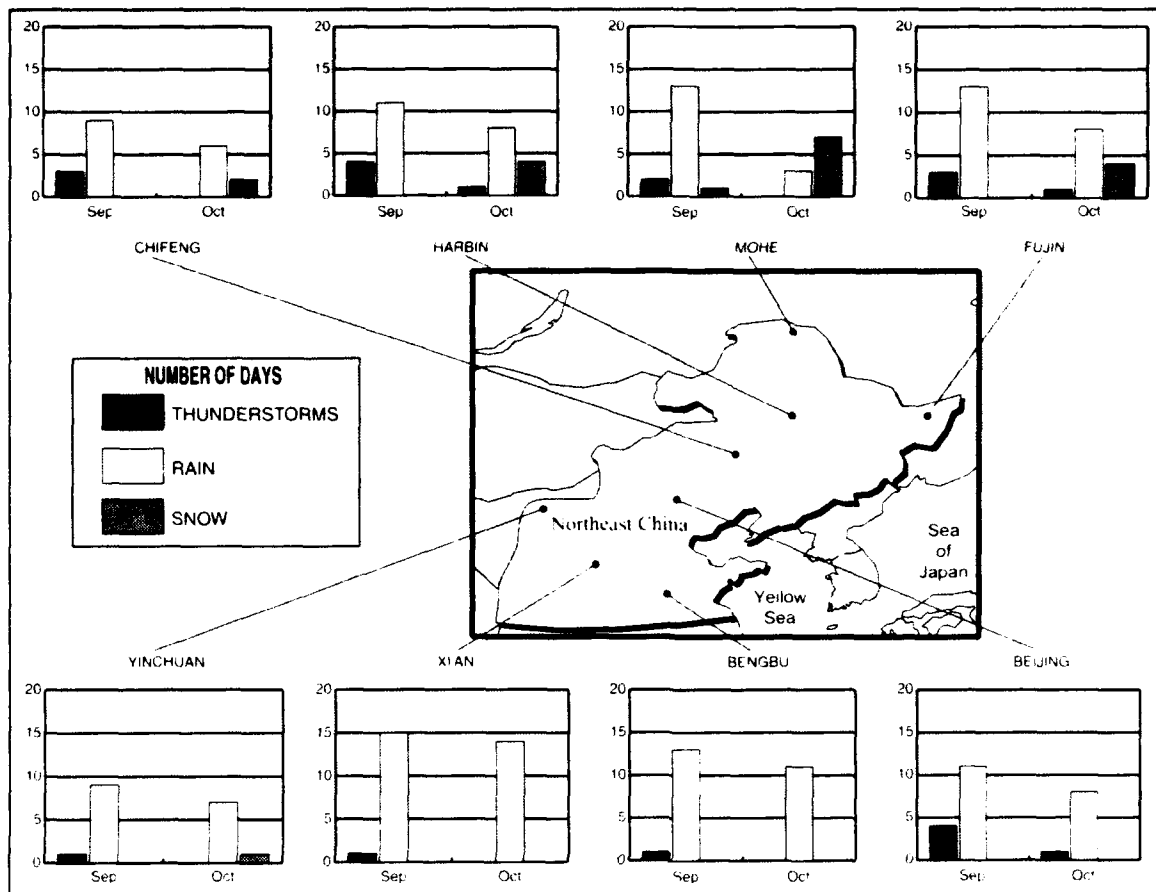 20 20 20 20
15 15 15 15
10 10 10 10
5 5 5 5
0 0 0 0
Sep Oct Sep Oct Sep Oct Sep Oct
CHIFENG HARBIN MOHE FUJIN
NUMBER OF DAYS
THUNDERSTORMS
RAIN
SNOW
Northeast China
Sea
of
Japan
Yellow
Sea
YINCHUAN XI AN BENGBU BEIJING
20 20 20 20
15 15 15 15
10 10 10 10
5 5 5 5
0 0 0 0
Sep Oct Sep Oct Sep Oct Sep Oct